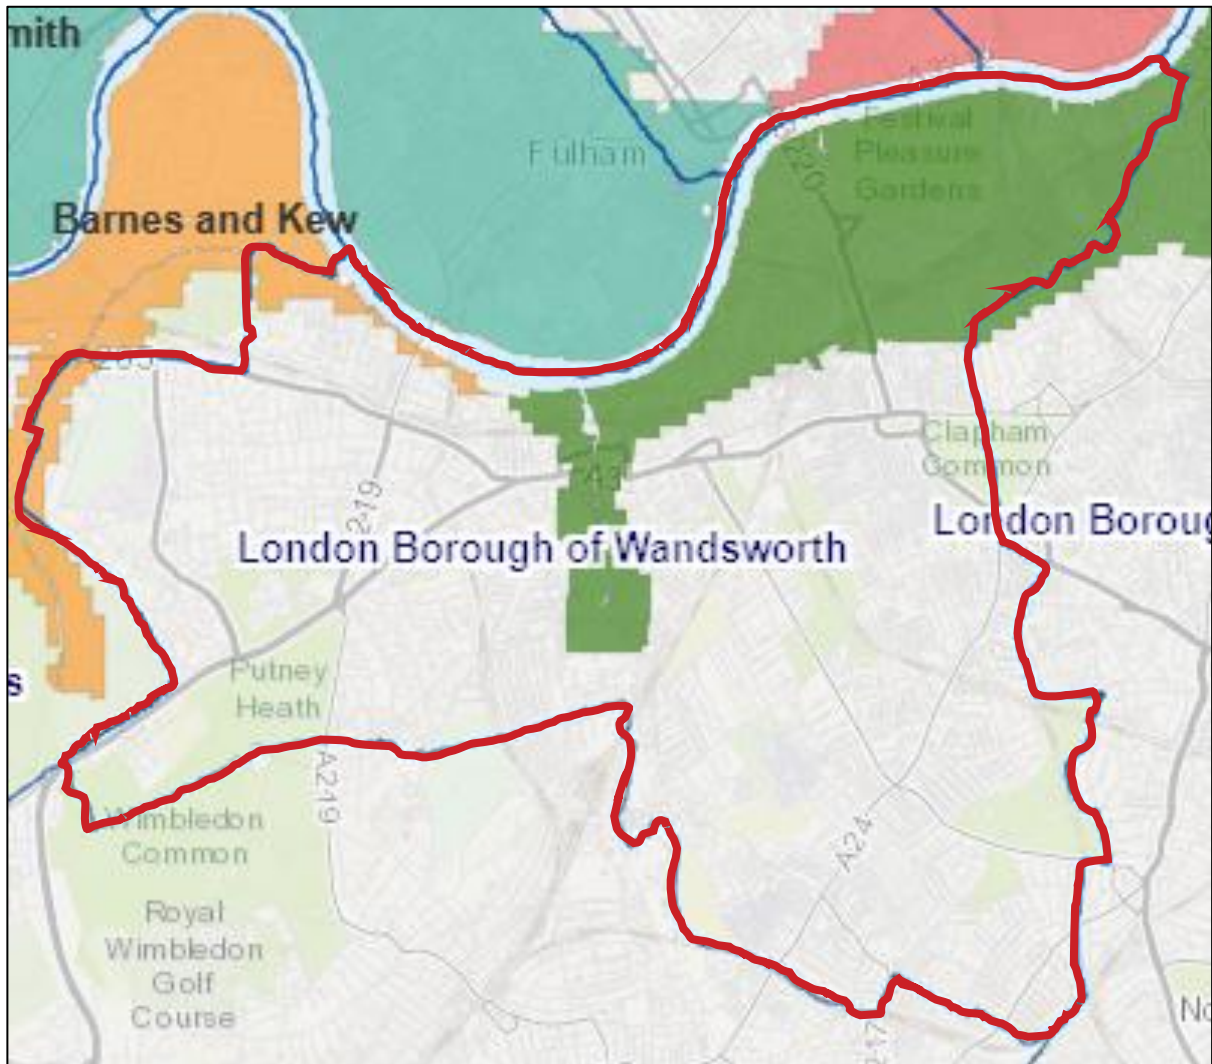 mith
Fulham
A3220
Festival
Pleasure
Gardens
Barnes and Kew
Clapham
Common
A219
London Borough of Wandsworth
London Boroug
s
Putney
Heath
A219
Wimbledon
Common
A24
Royal
Wimbledon
Golf
Course
No